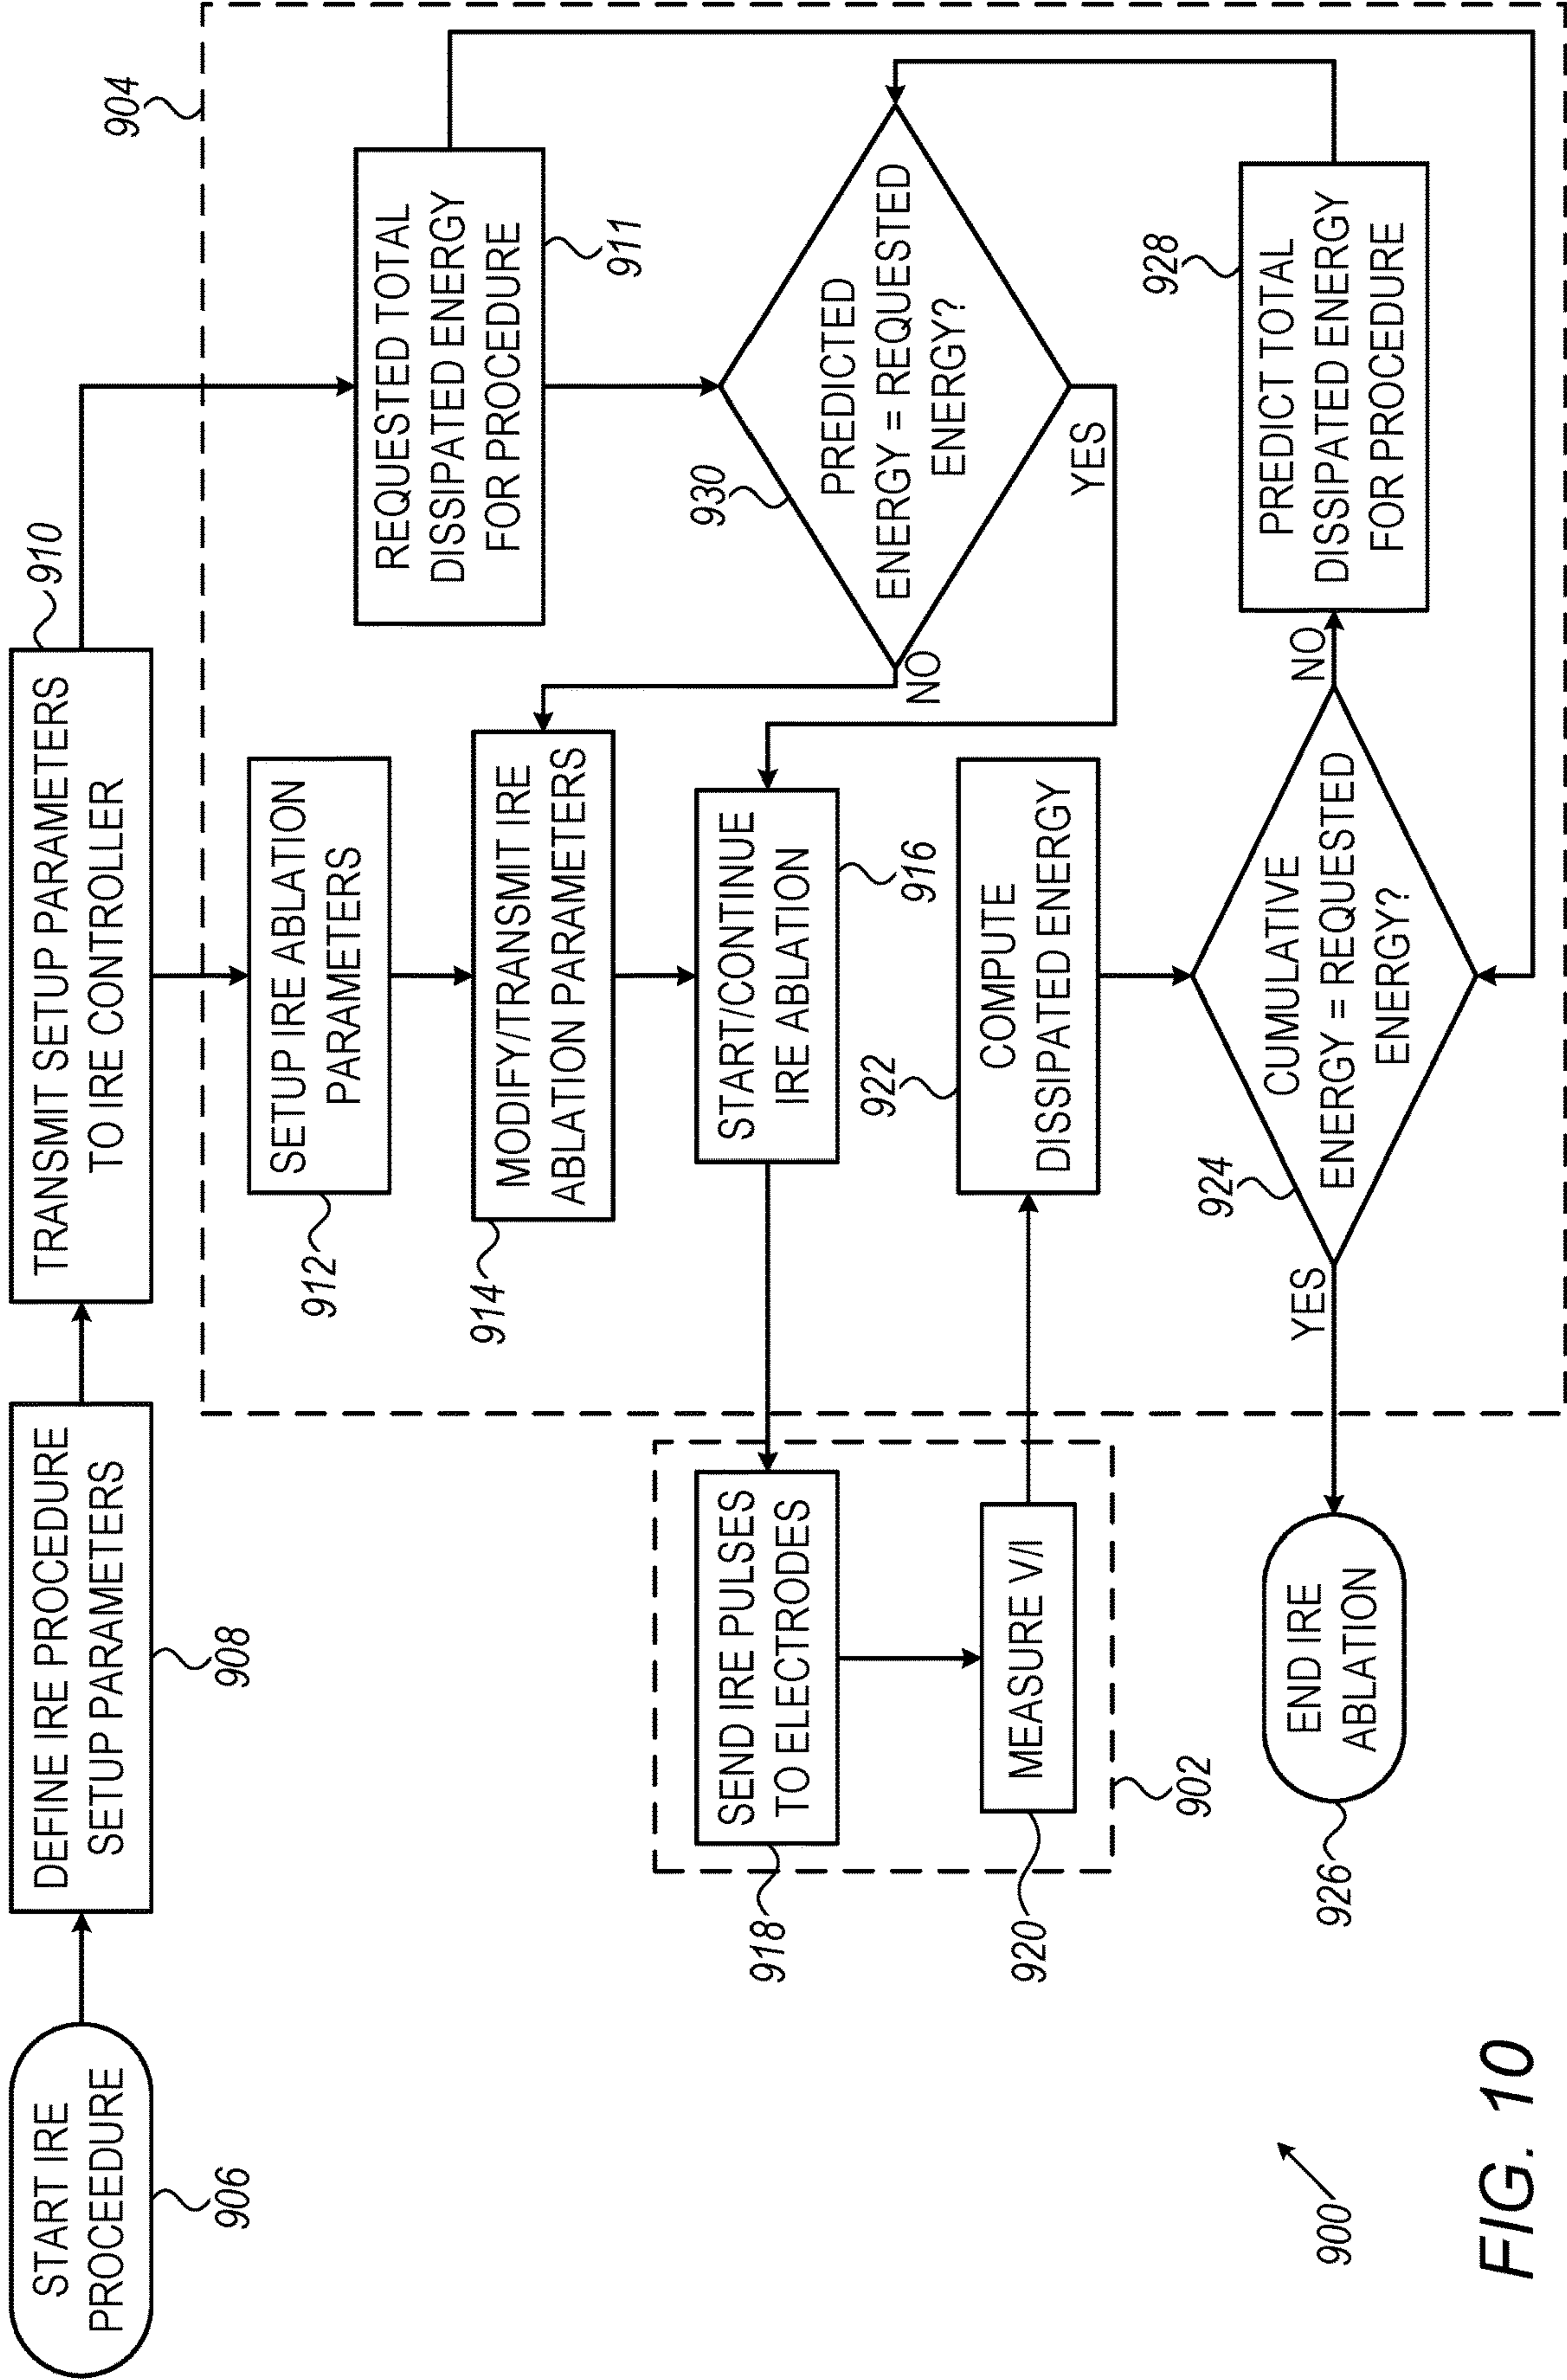 START IRE
PROCEDURE
906
DEFINE IRE PROCEDURE
SETUP PARAMETERS
908
TRANSMIT SETUP PARAMETERS
TO IRE CONTROLLER
910
904
SETUP IRE ABLATION
PARAMETERS
912
REQUESTED TOTAL
DISSIPATED ENERGY
FOR PROCEDURE
911
MODIFY/TRANSMIT IRE
ABLATION PARAMETERS
914
PREDICTED
ENERGY = REQUESTED
ENERGY?
930
NO
YES
START/CONTINUE
IRE ABLATION
916
SEND IRE PULSES
TO ELECTRODES
918
MEASURE V/I
920
902
COMPUTE
DISSIPATED ENERGY
922
CUMULATIVE
ENERGY = REQUESTED
ENERGY?
924
YES
NO
PREDICT TOTAL
DISSIPATED ENERGY
FOR PROCEDURE
928
END IRE
ABLATION
926
900
FIG. 10